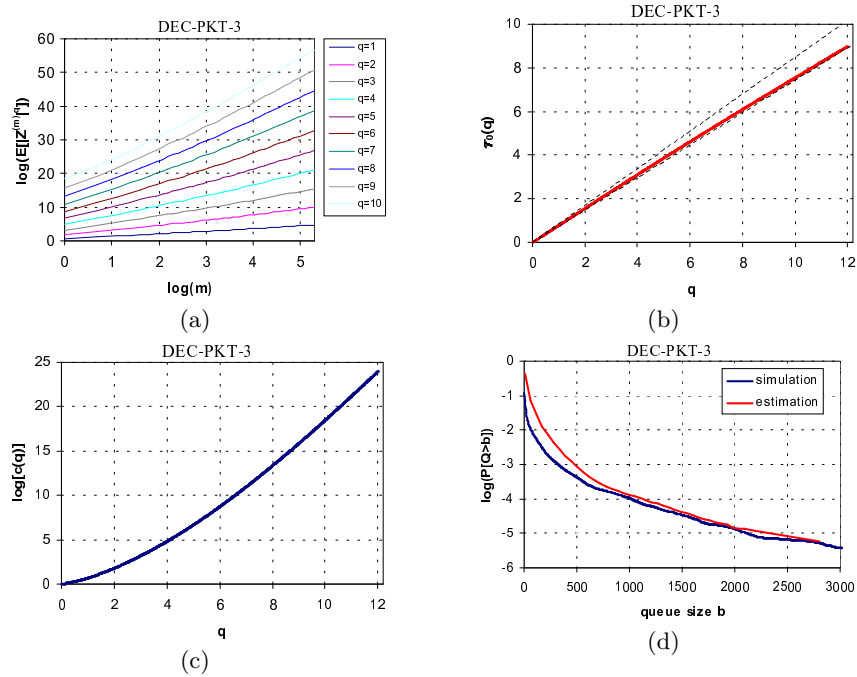 DEC-PKT-3
60
50
40
30
20
10
0
log(E[|Z^(m)|^q])
0 1 2 3 4 5
log(m)
q=1
q=2
q=3
q=4
q=5
q=6
q=7
q=8
q=9
q=10
(a)
DEC-PKT-3
10
8
6
4
2
0
τ₀(q)
0 2 4 6 8 10 12
q
(b)
DEC-PKT-3
25
20
15
10
5
0
log[c(q)]
0 2 4 6 8 10 12
q
(c)
DEC-PKT-3
0
-1
-2
-3
-4
-5
-6
log(P[Q>b])
simulation
estimation
0 500 1000 1500 2000 2500 3000
queue size b
(d)